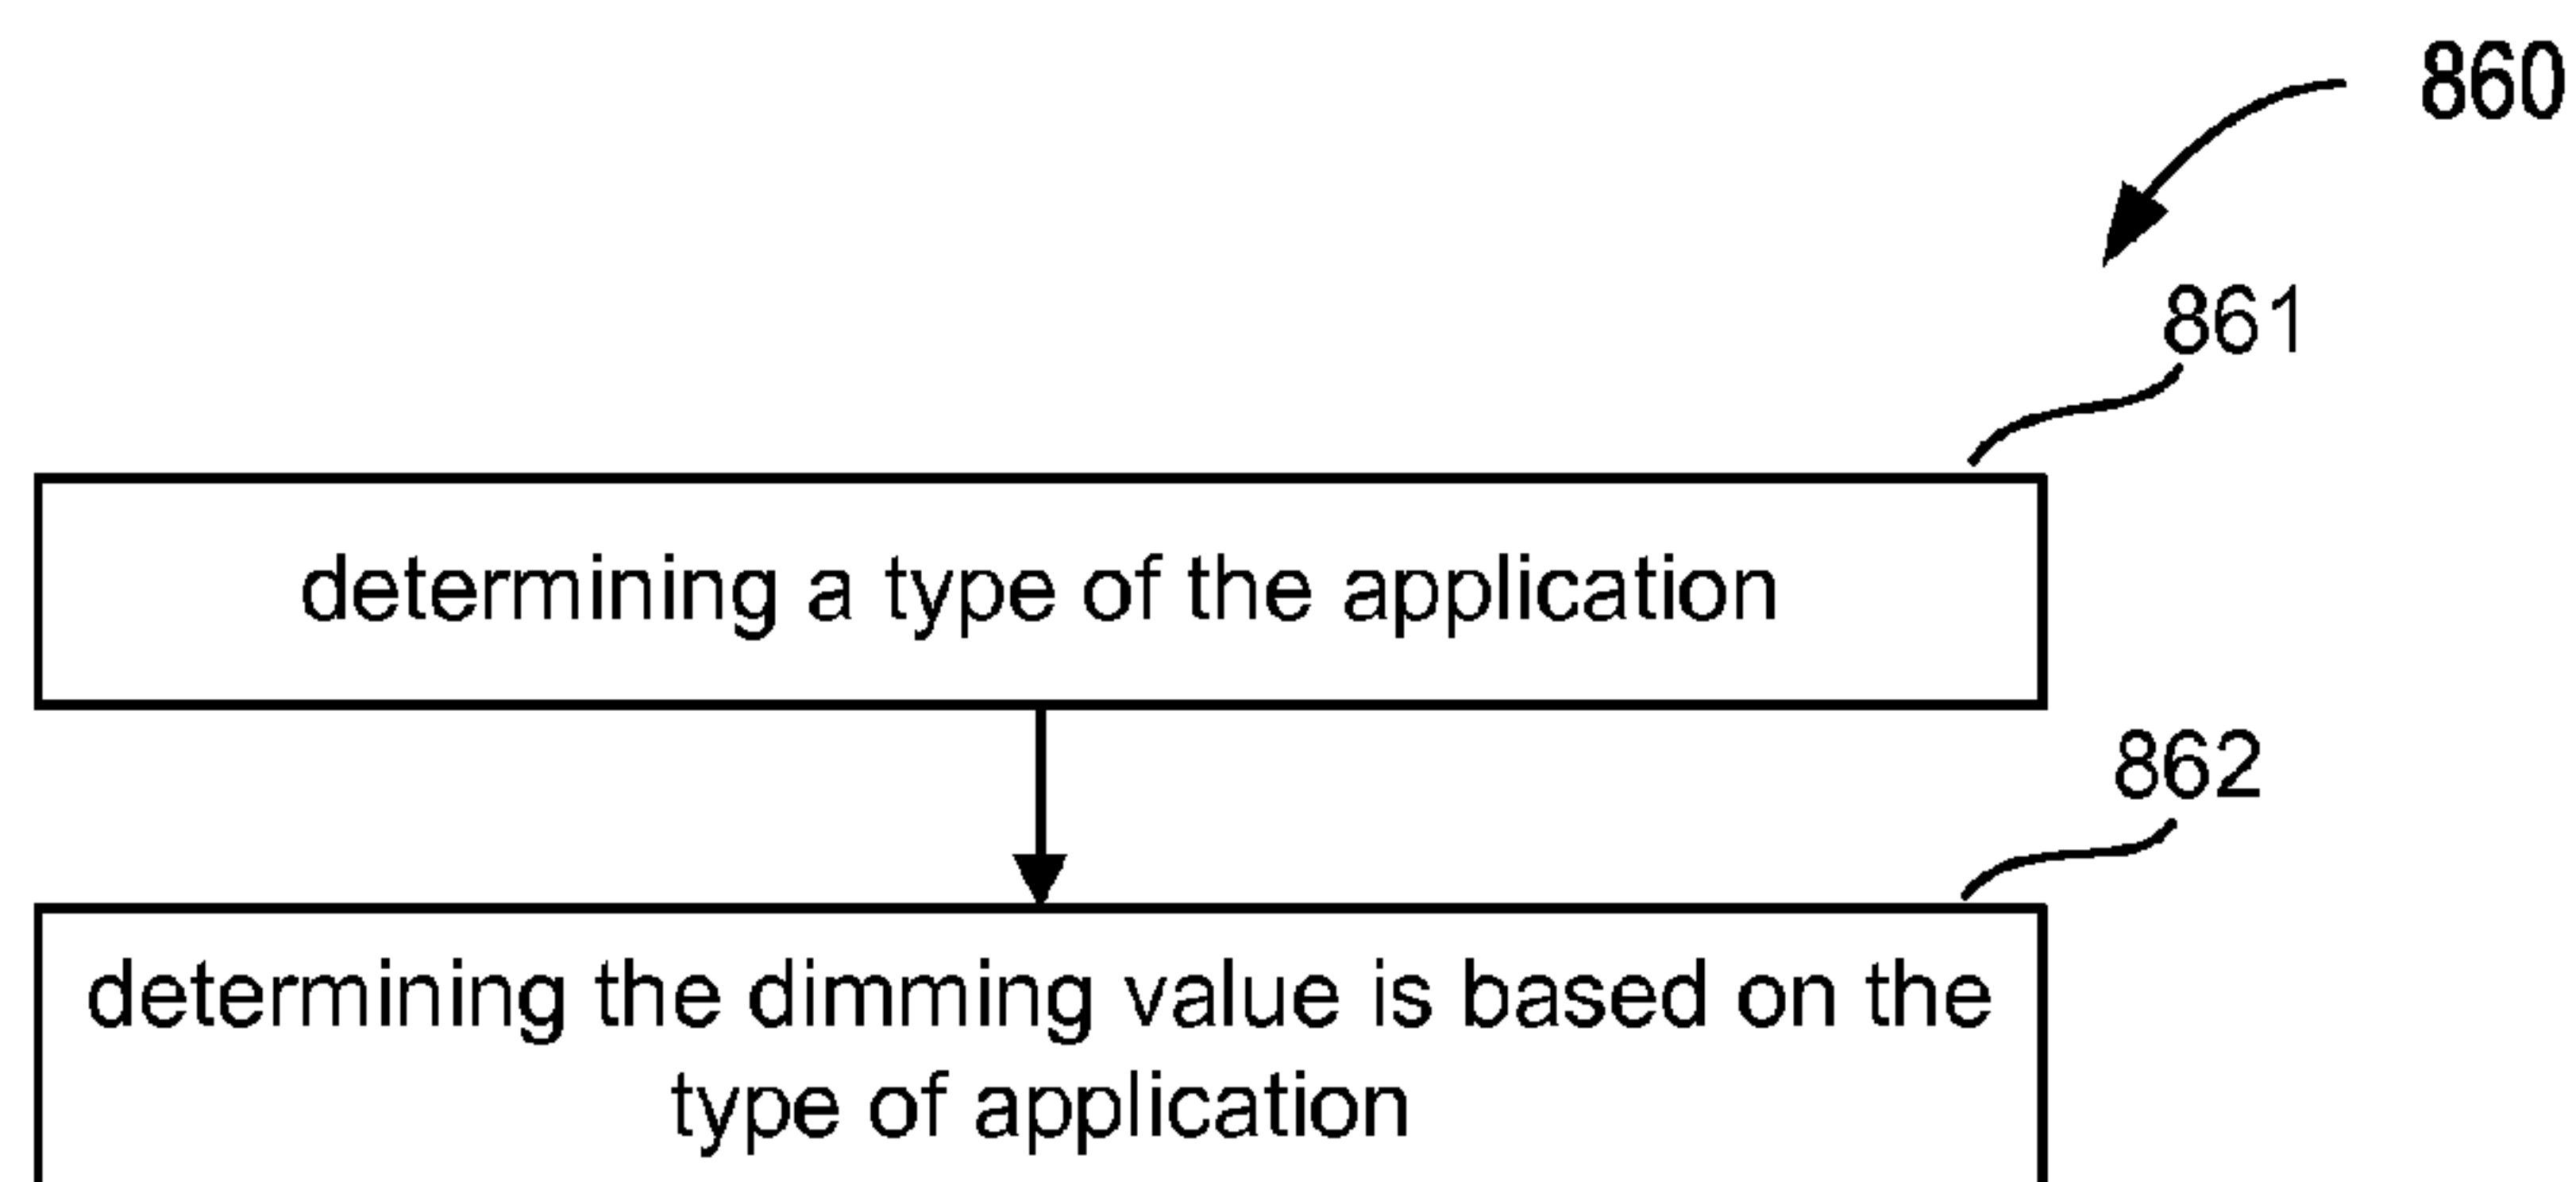 860
861
determining a type of the application
862
determining the dimming value is based on the
type of application